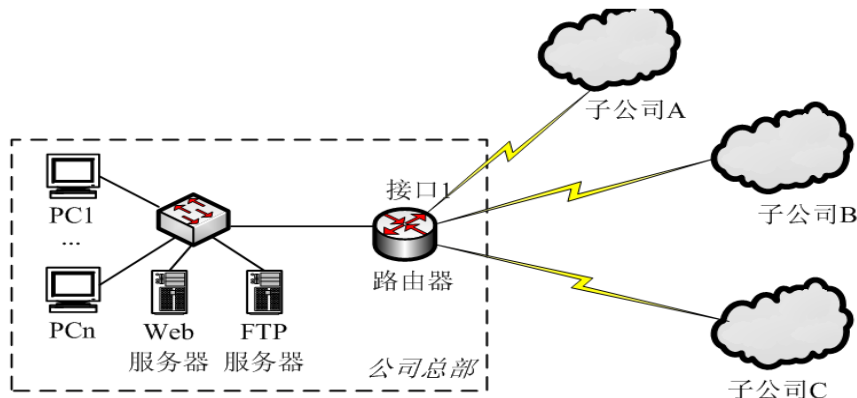 子公司A
接口1
PC1
...
子公司B
路由器
PCn
Web
服务器
FTP
服务器
公司总部
子公司C